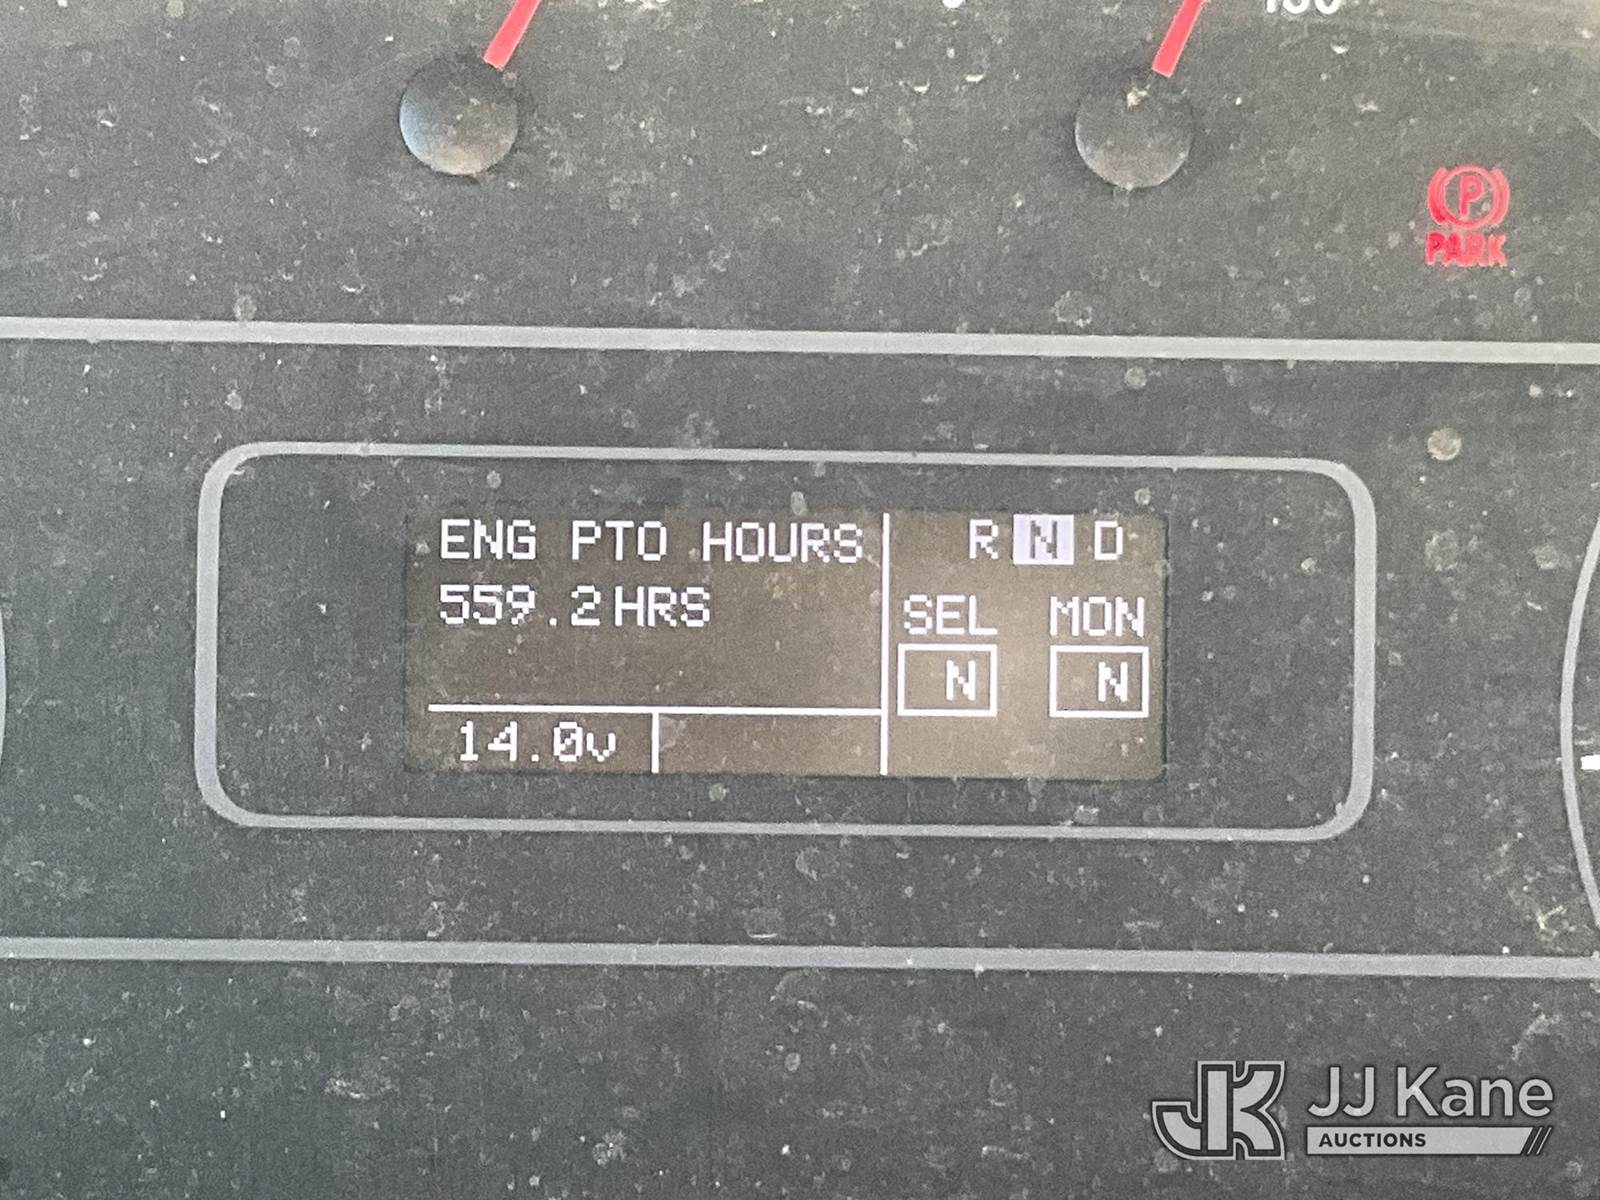 P
PARK
ENG PTO HOURS
559.2 HRS
14.0v
R N D
SEL MON
N N
JJ Kane
AUCTIONS